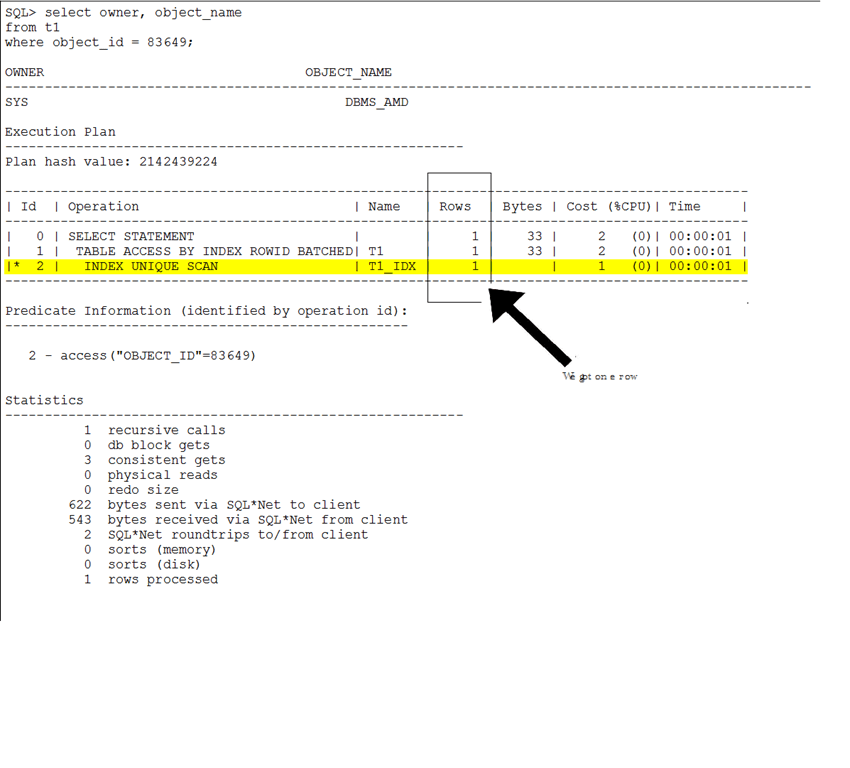 SQL> select owner, object_name
from t1
where object_id = 83649;
OWNER OBJECT_NAME
--------------------------------------------------------------------------------------------------------
SYS DBMS_AMD
Execution Plan
----------------------------------------------------------
Plan hash value: 2142439224
----------------------------------------------------------------------------------------------
| Id | Operation | Name | Rows | Bytes | Cost (%CPU)| Time |
----------------------------------------------------------------------------------------------
| 0 | SELECT STATEMENT | | 1 | 33 | 2 (0)| 00:00:01 |
| 1 | TABLE ACCESS BY INDEX ROWID BATCHED| T1 | 1 | 33 | 2 (0)| 00:00:01 |
|* 2 | INDEX UNIQUE SCAN | T1_IDX | 1 | | 1 (0)| 00:00:01 |
----------------------------------------------------------------------------------------------
Predicate Information (identified by operation id):
---------------------------------------------------
2 - access("OBJECT_ID"=83649)
We got one row
Statistics
----------------------------------------------------------
1 recursive calls
0 db block gets
3 consistent gets
0 physical reads
0 redo size
622 bytes sent via SQL*Net to client
543 bytes received via SQL*Net from client
2 SQL*Net roundtrips to/from client
0 sorts (memory)
0 sorts (disk)
1 rows processed